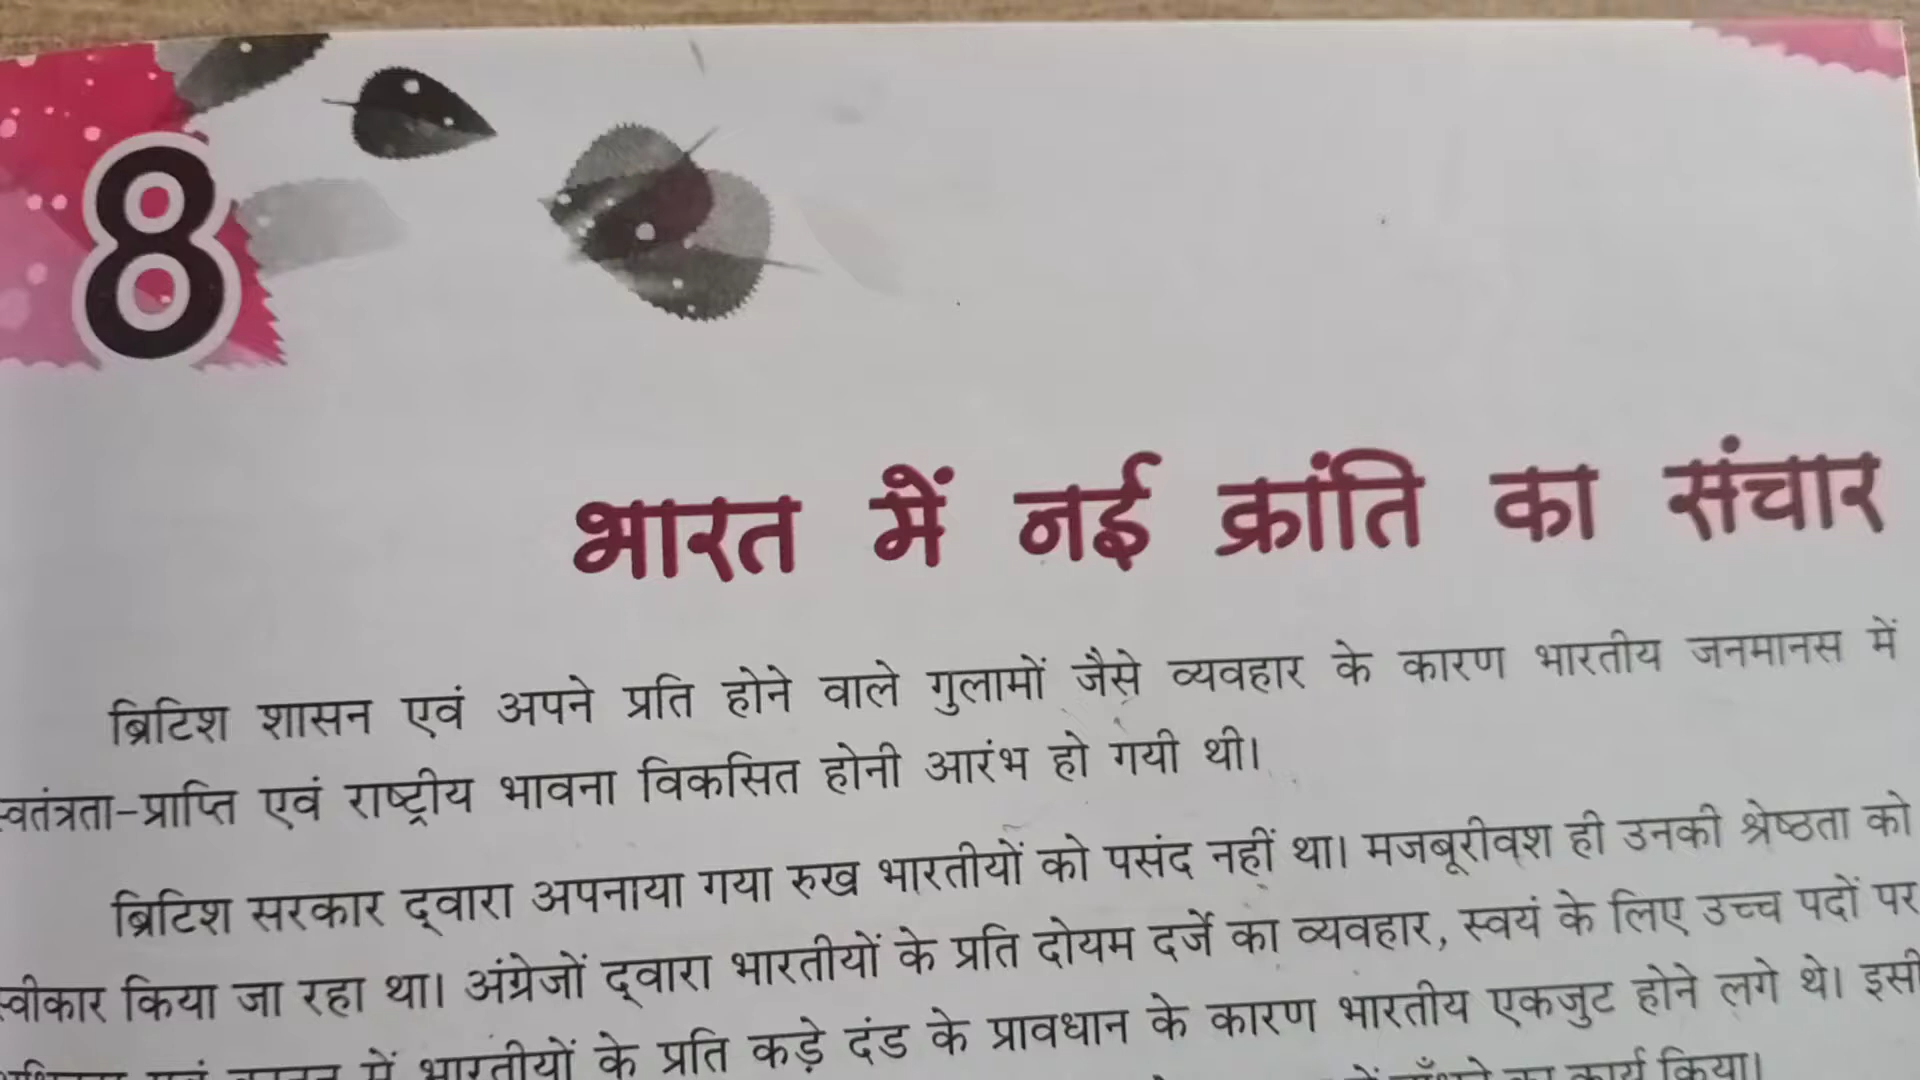 8
भारत में नई क्रांति का संचार
ब्रिटिश शासन एवं अपने प्रति होने वाले गुलामों जैसे व्यवहार के कारण भारतीय जनमानस में
स्वतंत्रता-प्राप्ति एवं राष्ट्रीय भावना विकसित होनी आरंभ हो गयी थी।
ब्रिटिश सरकार द्वारा अपनाया गया रुख भारतीयों को पसंद नहीं था। मजबूरीवश ही उनकी श्रेष्ठता को
स्वीकार किया जा रहा था। अंग्रेजों द्वारा भारतीयों के प्रति दोयम दर्जे का व्यवहार, स्वयं के लिए उच्च पदों पर
में भारतीयों के प्रति कड़े दंड के प्रावधान के कारण भारतीय एकजुट होने लगे थे। इसी
का कार्य किया।